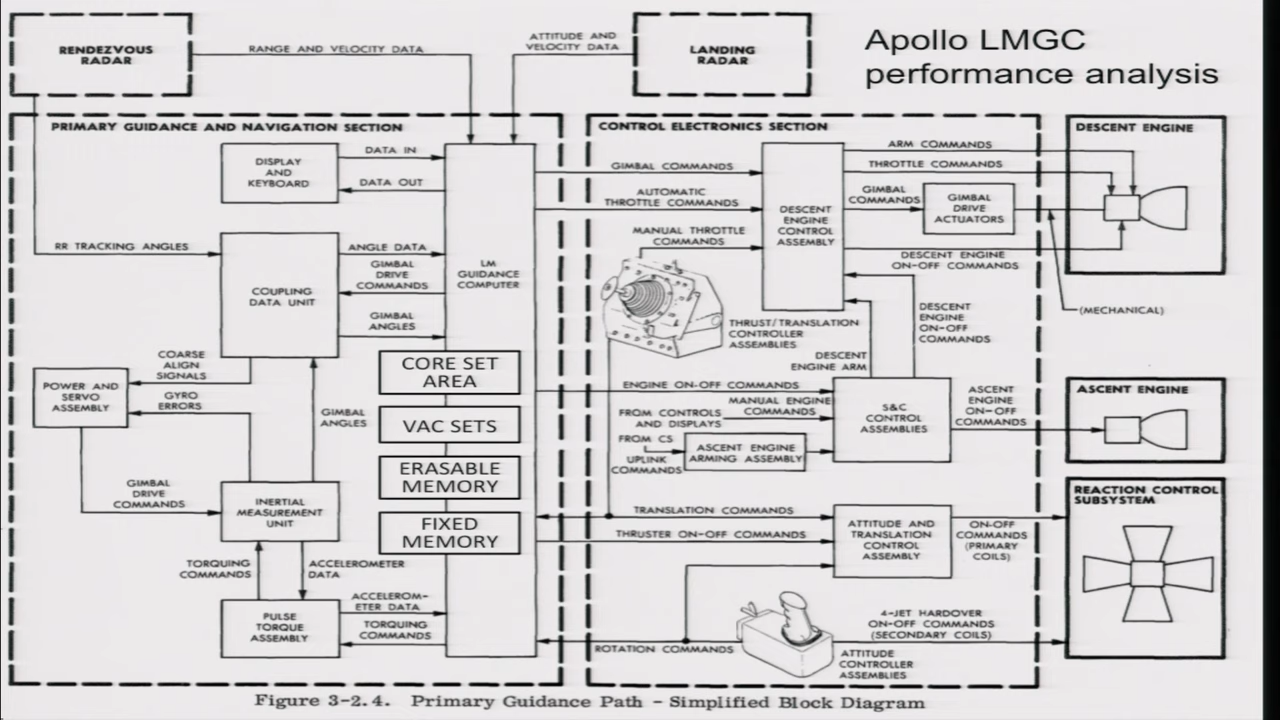 Apollo LMGC
performance analysis
RENDEZVOUS
RADAR
RANGE AND VELOCITY DATA
ATTITUDE AND
VELOCITY DATA
LANDING
RADAR
PRIMARY GUIDANCE AND NAVIGATION SECTION
DISPLAY
AND
KEYBOARD
DATA IN
DATA OUT
RR TRACKING ANGLES
COUPLING
DATA UNIT
ANGLE DATA
GIMBAL
DRIVE
COMMANDS
GIMBAL
ANGLES
LM
GUIDANCE
COMPUTER
CORE SET
AREA
VAC SETS
ERASABLE
MEMORY
FIXED
MEMORY
COARSE
ALIGN
SIGNALS
POWER AND
SERVO
ASSEMBLY
GYRO
ERRORS
GIMBAL
ANGLES
GIMBAL
DRIVE
COMMANDS
INERTIAL
MEASUREMENT
UNIT
TORQUING
COMMANDS
ACCELEROMETER
DATA
PULSE
TORQUE
ASSEMBLY
ACCELEROM-
ETER DATA
TORQUING
COMMANDS
CONTROL ELECTRONICS SECTION
GIMBAL COMMANDS
AUTOMATIC
THROTTLE COMMANDS
MANUAL THROTTLE
COMMANDS
DESCENT
ENGINE
CONTROL
ASSEMBLY
ARM COMMANDS
THROTTLE COMMANDS
GIMBAL
COMMANDS
GIMBAL
DRIVE
ACTUATORS
DESCENT ENGINE
ON-OFF COMMANDS
THRUST/TRANSLATION
CONTROLLER
ASSEMBLIES
DESCENT
ENGINE ARM
DESCENT
ENGINE
ON-OFF
COMMANDS
ENGINE ON-OFF COMMANDS
MANUAL ENGINE
COMMANDS
FROM CONTROLS
AND DISPLAYS
FROM CS
UPLINK
COMMANDS
ASCENT ENGINE
ARMING ASSEMBLY
S&C
CONTROL
ASSEMBLIES
ASCENT
ENGINE
ON-OFF
COMMANDS
TRANSLATION COMMANDS
THRUSTER ON-OFF COMMANDS
ATTITUDE AND
TRANSLATION
CONTROL
ASSEMBLY
ON-OFF
COMMANDS
(PRIMARY
COILS)
ROTATION COMMANDS
4-JET HARDOVER
ON-OFF COMMANDS
(SECONDARY COILS)
ATTITUDE
CONTROLLER
ASSEMBLIES
DESCENT ENGINE
(MECHANICAL)
ASCENT ENGINE
REACTION CONTROL
SUBSYSTEM
Figure 3-2.4. Primary Guidance Path - Simplified Block Diagram